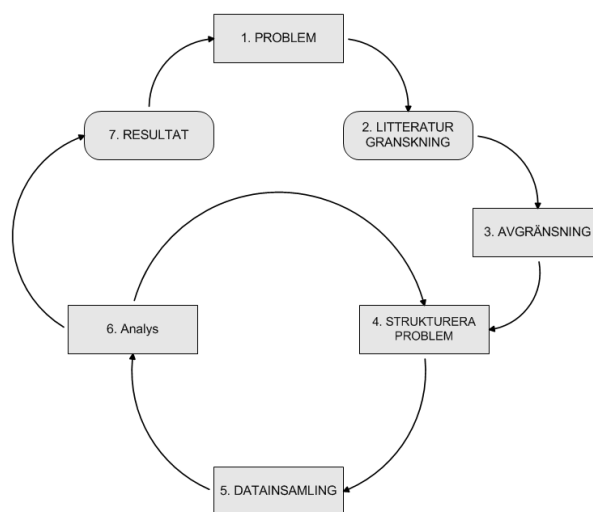 1. PROBLEM
2. LITTERATUR
GRANSKNING
3. AVGRÄNSNING
4. STRUKTURERA
PROBLEM
5. DATAINSAMLING
6. Analys
7. RESULTAT